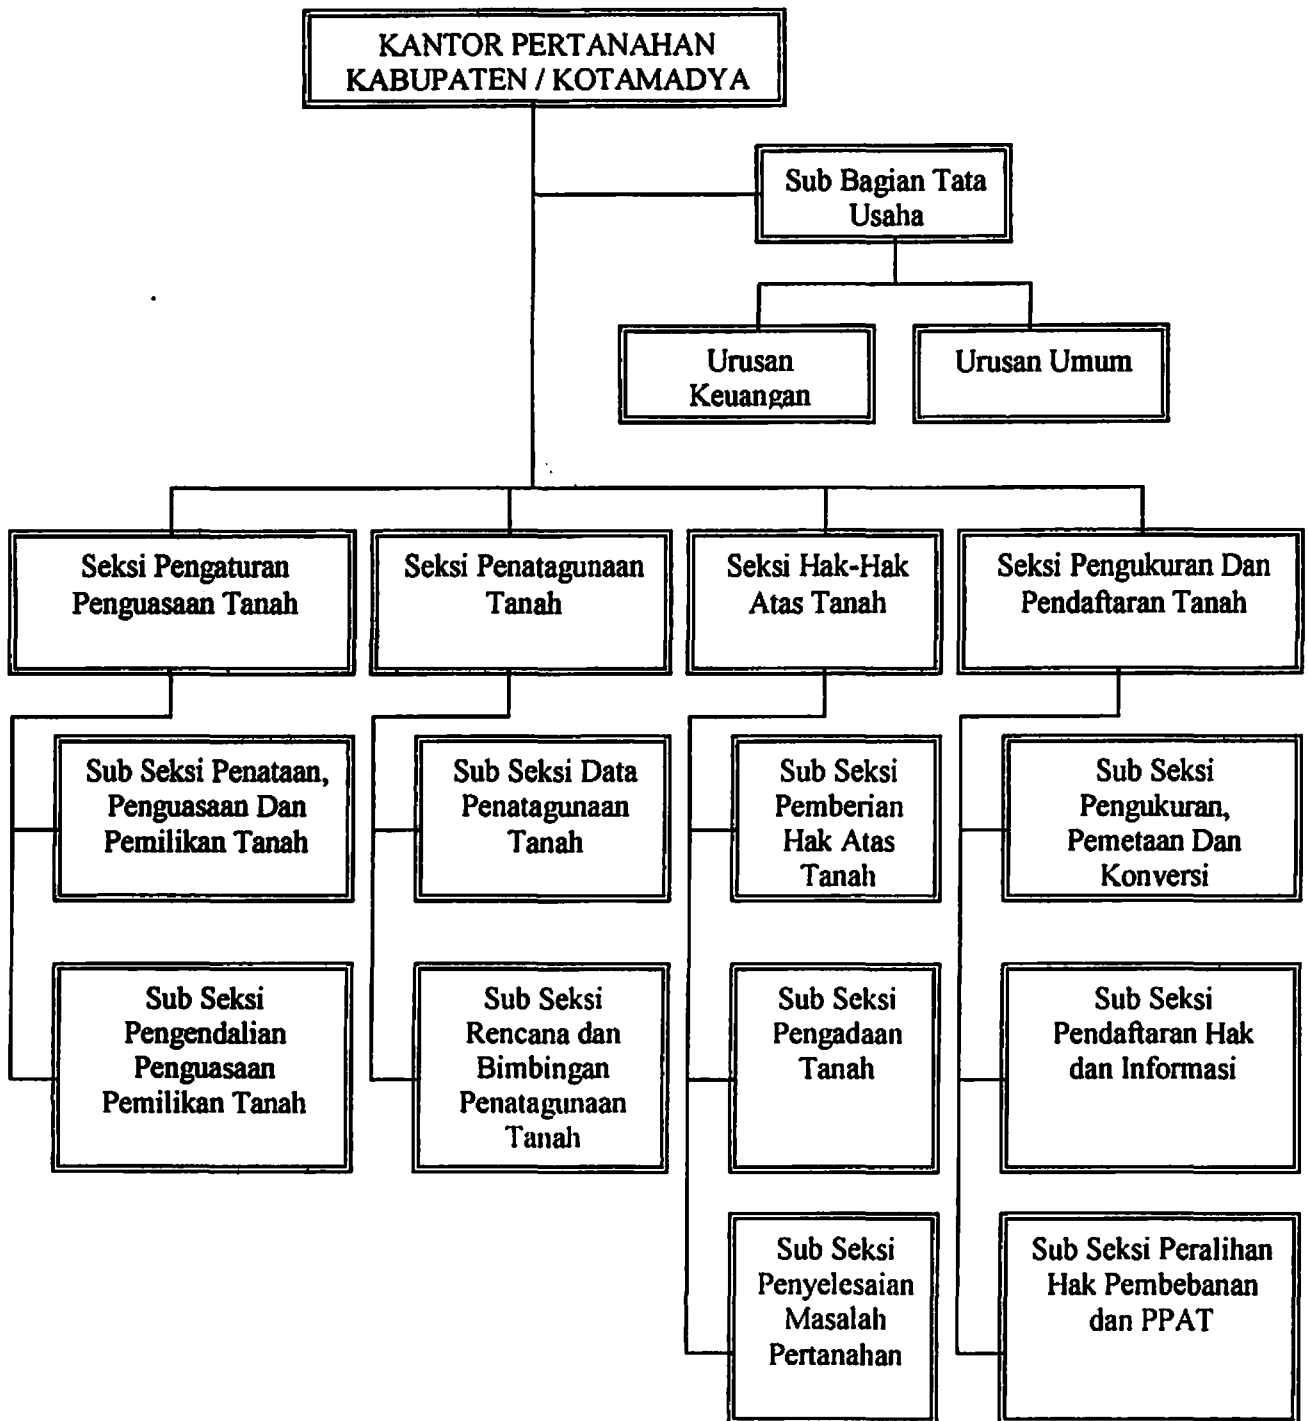 KANTOR PERTANAHAN
KABUPATEN / KOTAMADYA
Sub Bagian Tata
Usaha
Urusan
Keuangan
Urusan Umum
Seksi Pengaturan
Penguasaan Tanah
Seksi Penatagunaan
Tanah
Seksi Hak-Hak
Atas Tanah
Seksi Pengukuran Dan
Pendaftaran Tanah
Sub Seksi Penataan,
Penguasaan Dan
Pemilikan Tanah
Sub Seksi Data
Penatagunaan
Tanah
Sub Seksi
Pemberian
Hak Atas
Tanah
Sub Seksi
Pengukuran,
Pemetaan Dan
Konversi
Sub Seksi
Pengendalian
Penguasaan
Pemilikan Tanah
Sub Seksi
Rencana dan
Bimbingan
Penatagunaan
Tanah
Sub Seksi
Pengadaan
Tanah
Sub Seksi
Pendaftaran Hak
dan Informasi
Sub Seksi
Penyelesaian
Masalah
Pertanahan
Sub Seksi Peralihan
Hak Pembebanan
dan PPAT